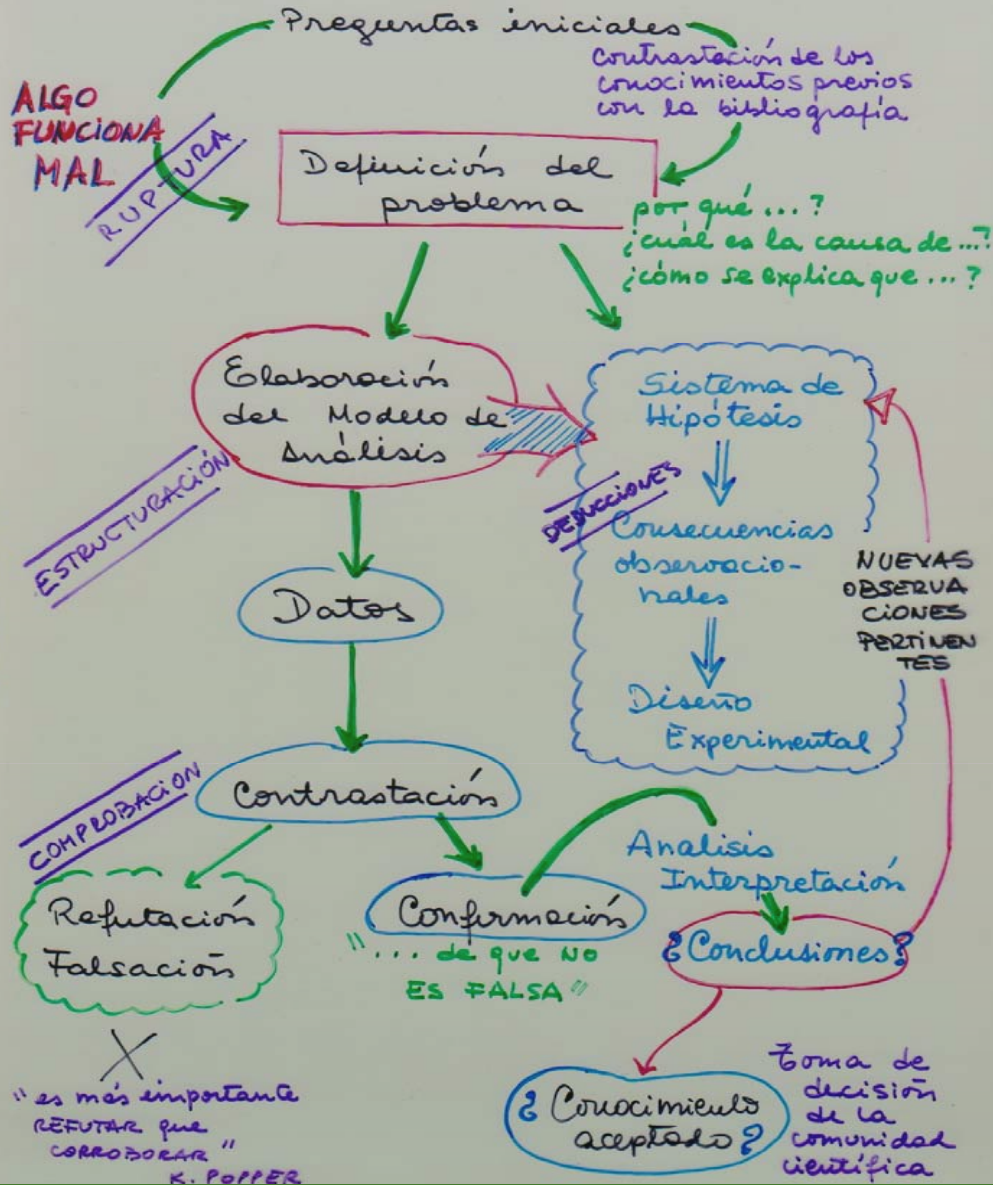 Preguntas iniciales
contrastación de los
conocimientos previos
con la bibliografía
ALGO
FUNCIONA
MAL
RUPTURA
Definición del
problema
por qué ...?
¿cuál es la causa de ...?
¿cómo se explica que ...?
Elaboración
del Modelo de
Análisis
ESTRUCTURACIÓN
Sistema de
Hipótesis
DEDUCCIONES
Consecuencias
observacio-
nales
Diseño
Experimental
NUEVAS
OBSERVA
CIONES
PERTINEN
TES
Datos
COMPROBACIÓN
Contrastación
Refutación
Falsación
Confirmación
"... de que NO
ES FALSA"
Analisis
Interpretación
¿Conclusiones?
"es más importante
REFUTAR que
CORROBORAR"
K. POPPER
¿Conocimiento
aceptado?
Toma de
decisión
de la
comunidad
científica